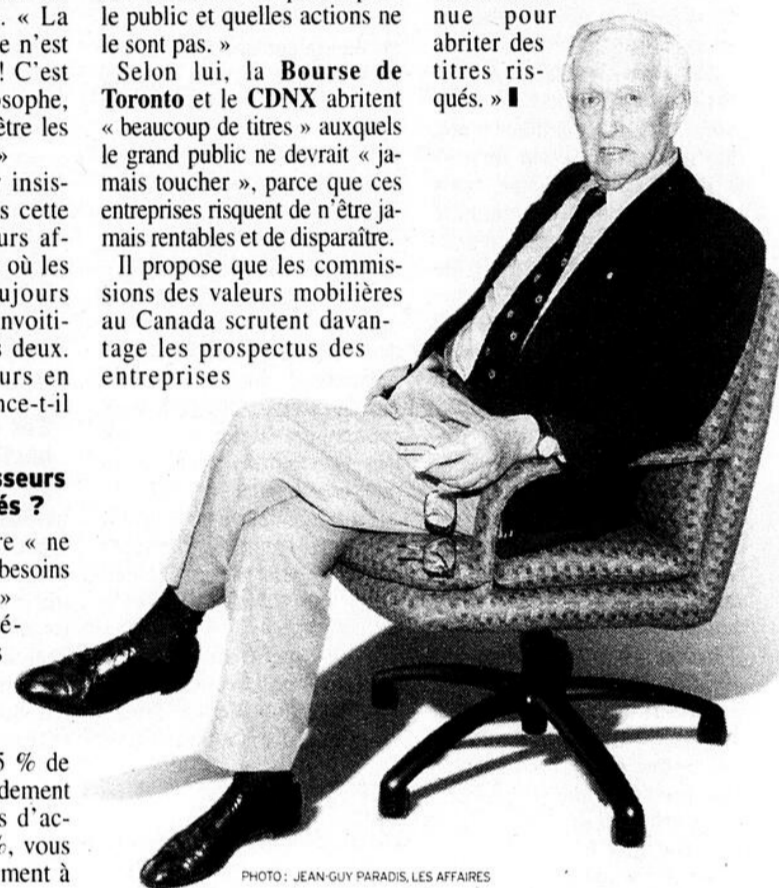 . « La
e n'est
! C'est
osophe,
être les
»
insis-
s cette
urs af-
où les
ujours
nvoiti-
s deux.
urs en
nce-t-il
sseurs
és ?
re « ne
besoins
»
é-
s
5 % de
dement
s d'ac-
%, vous
ment à
le public et quelles actions ne
le sont pas. »
Selon lui, la Bourse de
Toronto et le CDNX abritent
« beaucoup de titres » auxquels
le grand public ne devrait « ja-
mais toucher », parce que ces
entreprises risquent de n'être ja-
mais rentables et de disparaître.
Il propose que les commis-
sions des valeurs mobilières
au Canada scrutent davan-
tage les prospectus des
entreprises
nue pour
abriter des
titres ris-
qués. »
PHOTO : JEAN-GUY PARADIS, LES AFFAIRES